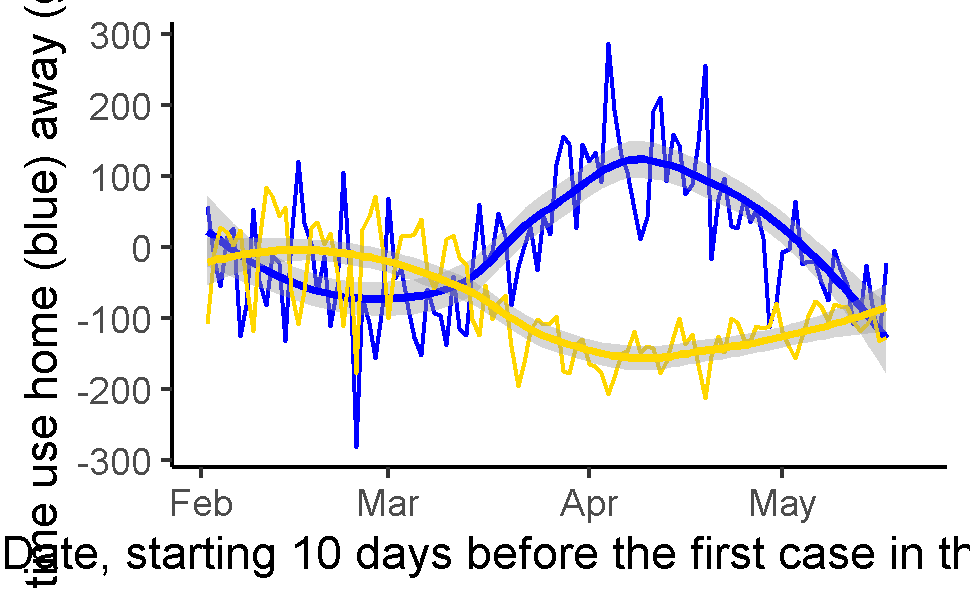 300
200
100
0
-100
-200
-300
time use home (blue) away (
Feb Mar Apr May
Date, starting 10 days before the first case in th